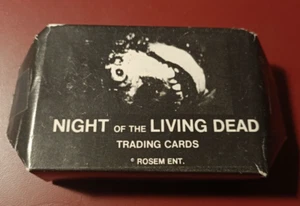 NIGHT OF THE LIVING DEAD
TRADING CARDS
© ROSEM ENT.